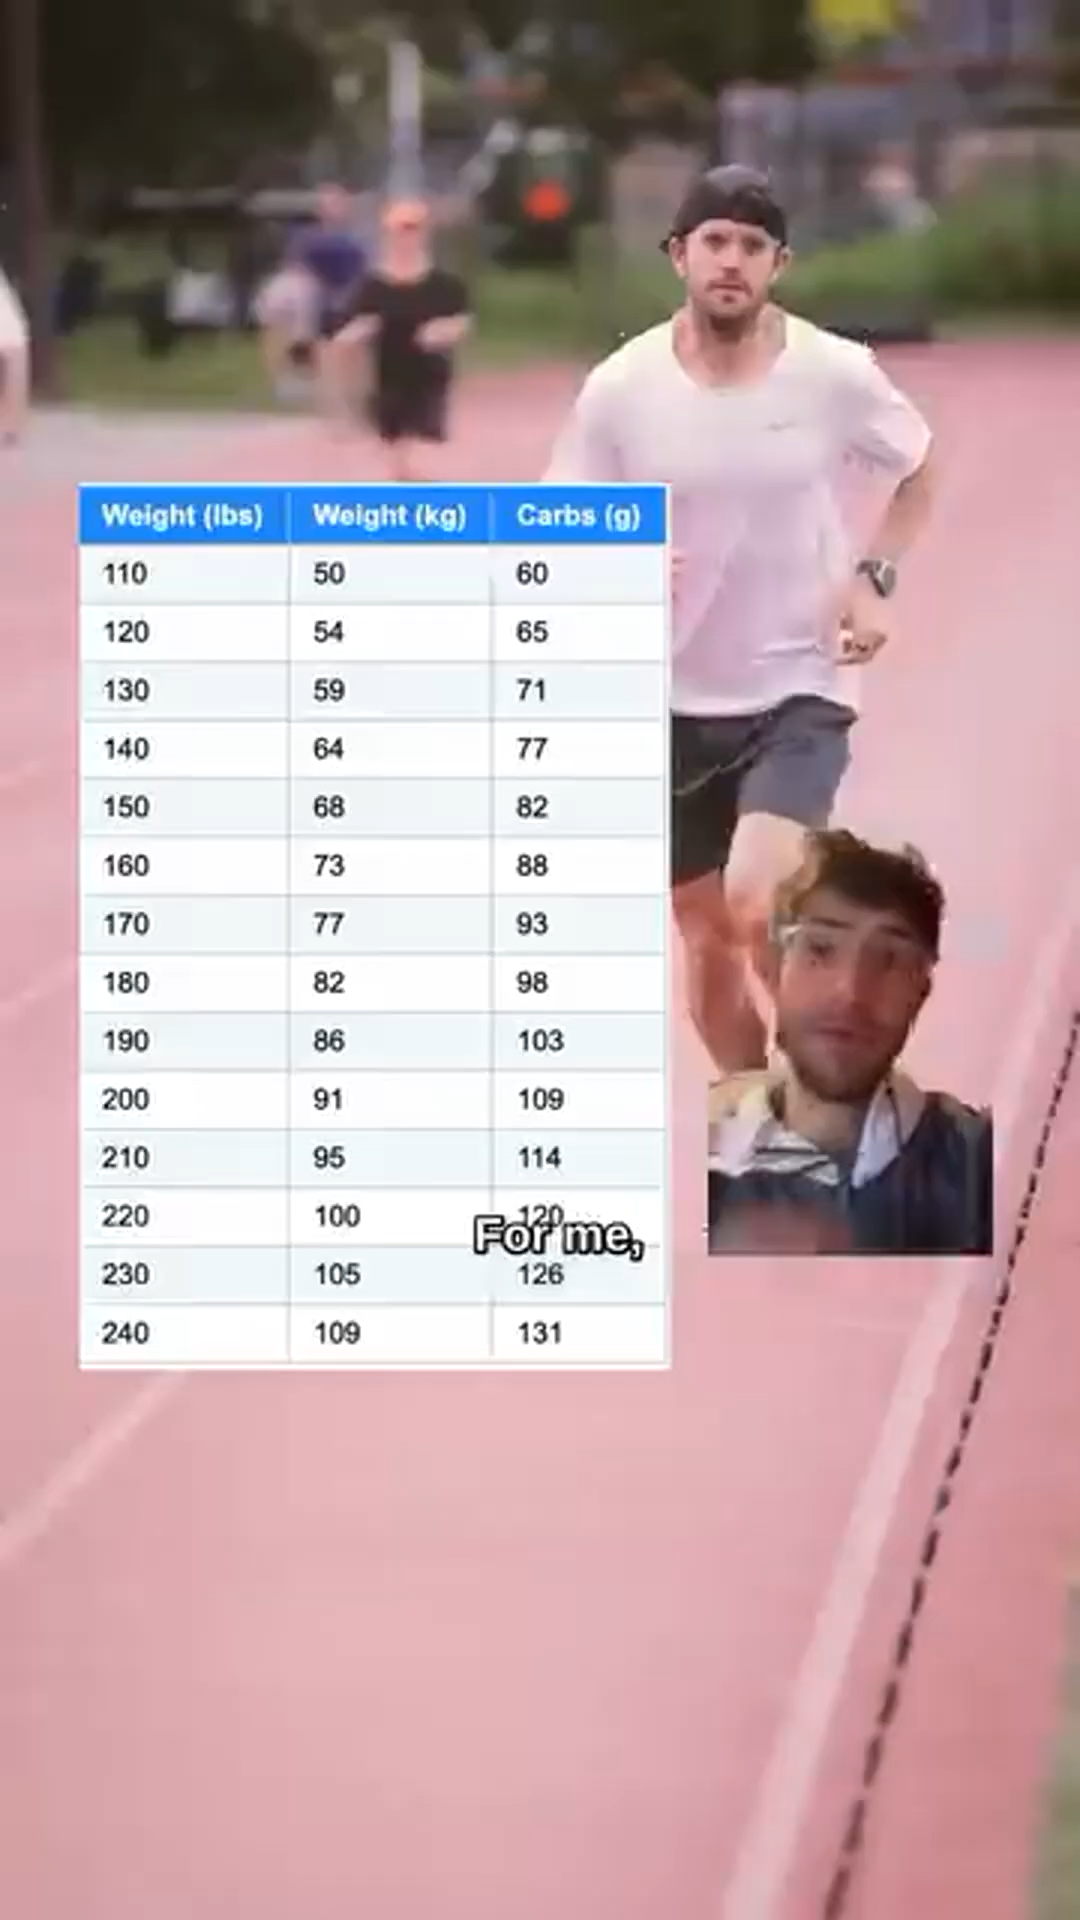 Weight (lbs) Weight (kg) Carbs (g)
110 50 60
120 54 65
130 59 71
140 64 77
150 68 82
160 73 88
170 77 93
180 82 98
190 86 103
200 91 109
210 95 114
220 100 120
For me,
230 105 126
240 109 131